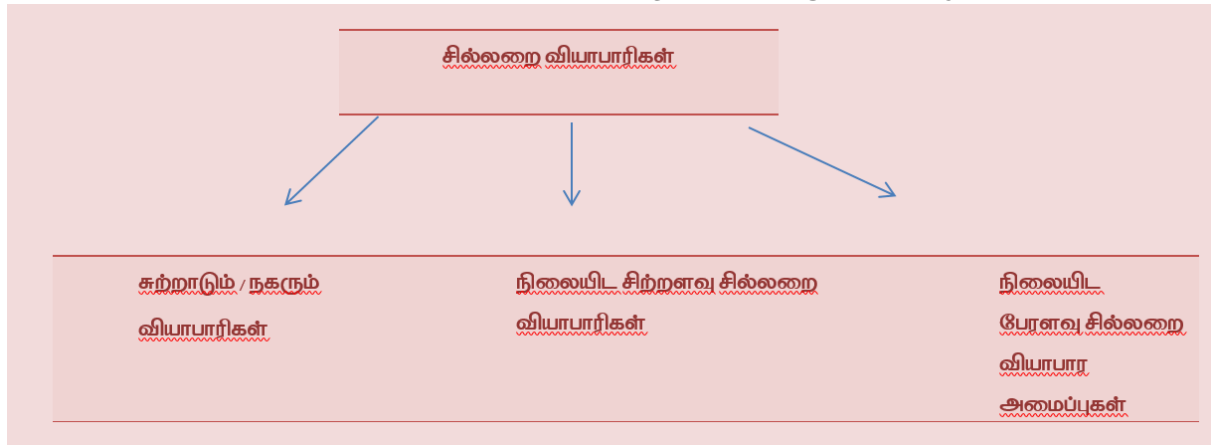 சில்லறை வியாபாரிகள்
சுற்றாடும் / நகரும்
வியாபாரிகள்
நிலையிட சிற்றளவு சில்லறை
வியாபாரிகள்
நிலையிட
பேரளவு சில்லறை
வியாபார
அமைப்புகள்